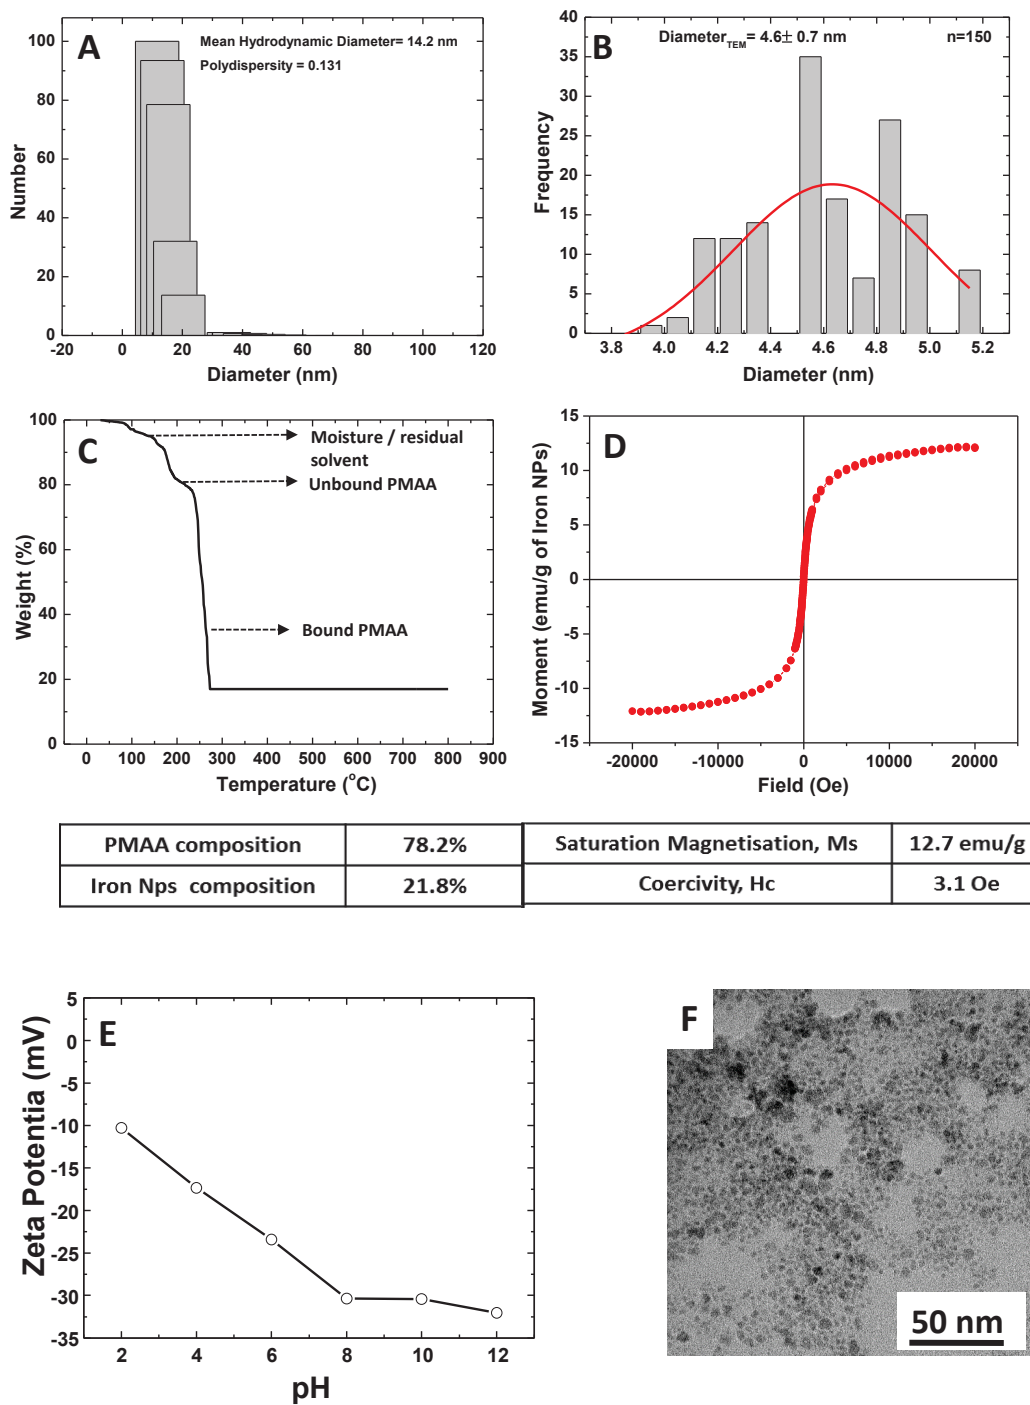 A
Mean Hydrodynamic Diameter= 14.2 nm
Polydispersity = 0.131
Number
100
80
60
40
20
0
-20 0 20 40 60 80 100 120
Diameter (nm)
B
DiameterTEM= 4.6± 0.7 nm n=150
Frequency
40
35
30
25
20
15
10
5
0
3.8 4.0 4.2 4.4 4.6 4.8 5.0 5.2
Diameter (nm)
C
Moisture / residual
solvent
Unbound PMAA
Bound PMAA
Weight (%)
100
80
60
40
20
0
0 100 200 300 400 500 600 700 800 900
Temperature (°C)
D
Moment (emu/g of Iron NPs)
15
10
5
0
-5
-10
-15
-20000 -10000 0 10000 20000
Field (Oe)
PMAA composition 78.2%
Iron Nps composition 21.8%
Saturation Magnetisation, Ms 12.7 emu/g
Coercivity, Hc 3.1 Oe
E
Zeta Potentia (mV)
5
0
-5
-10
-15
-20
-25
-30
-35
2 4 6 8 10 12
pH
F
50 nm